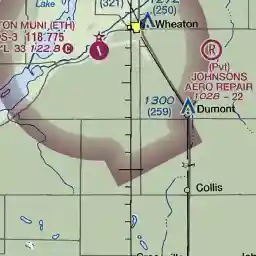 Lake
(321)
1292
(250)
Wheaton
TON MUNI (ETH)
S-3 118.775
L 33 122.8 C
R
(Pvt)
JOHNSONS
AERO REPAIR
1028 - 22
1300
(259)
Dumont
Collis